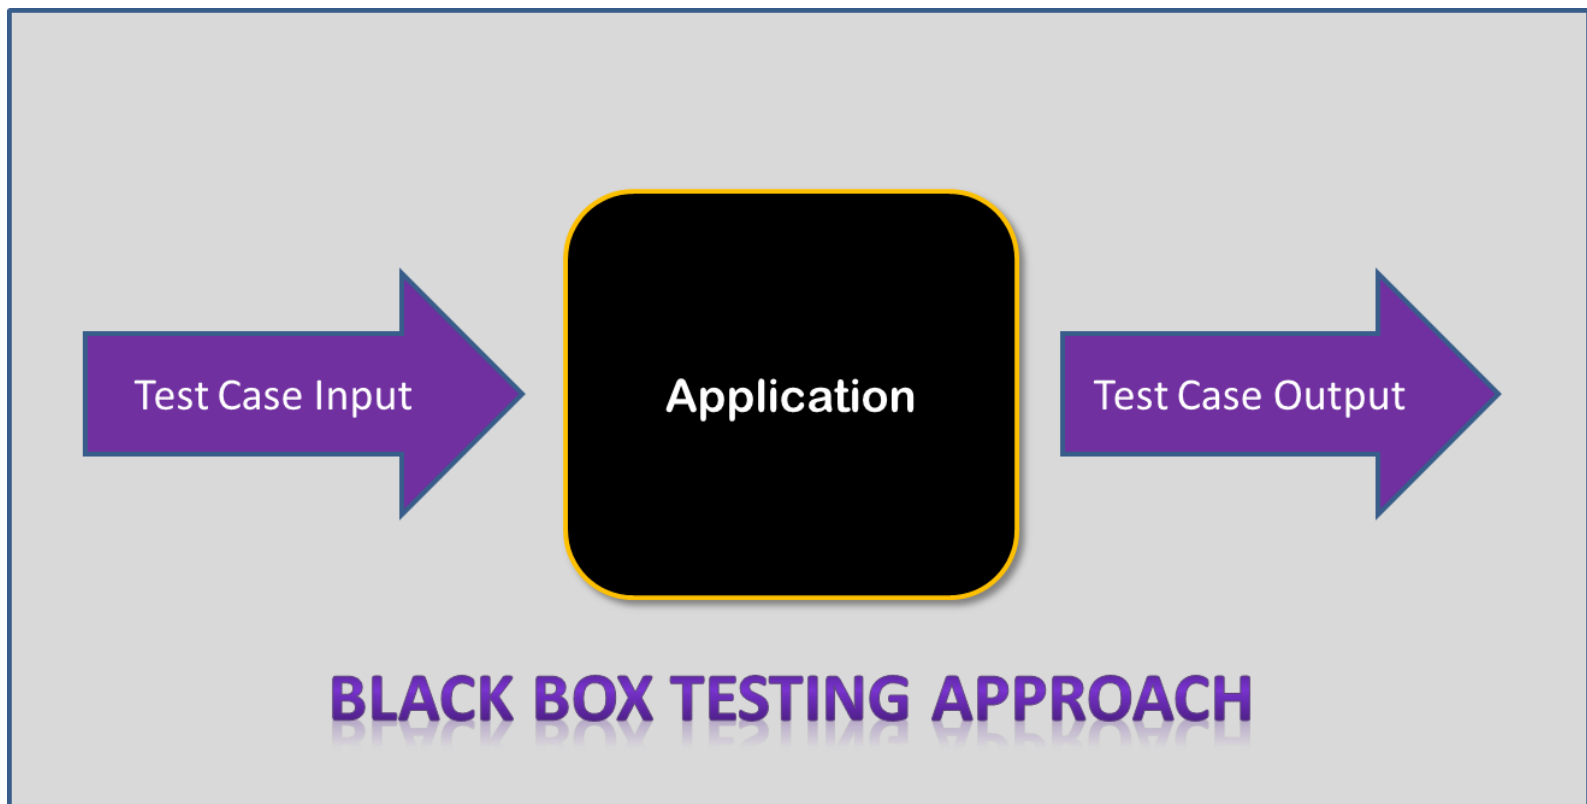 Test Case Input
Application
Test Case Output
BLACK BOX TESTING APPROACH